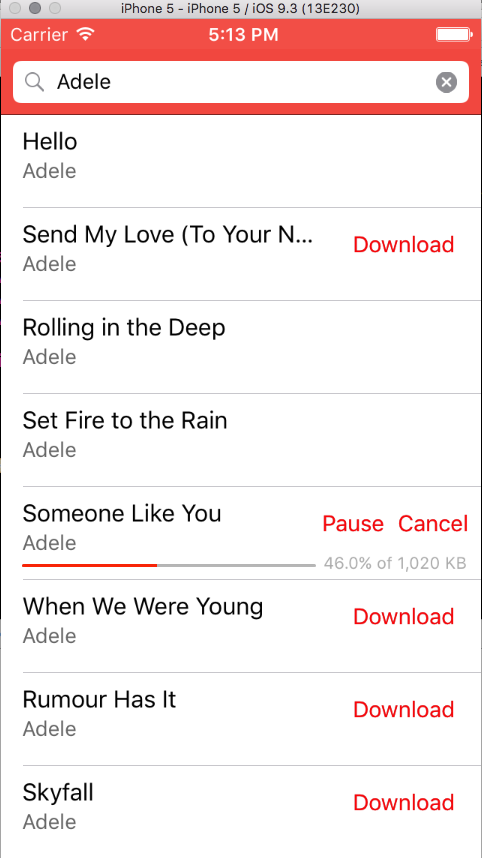 iPhone 5 - iPhone 5 / iOS 9.3 (13E230)
Carrier 5:13 PM
Adele
Hello
Adele
Send My Love (To Your N...
Adele
Download
Rolling in the Deep
Adele
Set Fire to the Rain
Adele
Someone Like You
Adele
Pause Cancel
46.0% of 1,020 KB
When We Were Young
Adele
Download
Rumour Has It
Adele
Download
Skyfall
Adele
Download